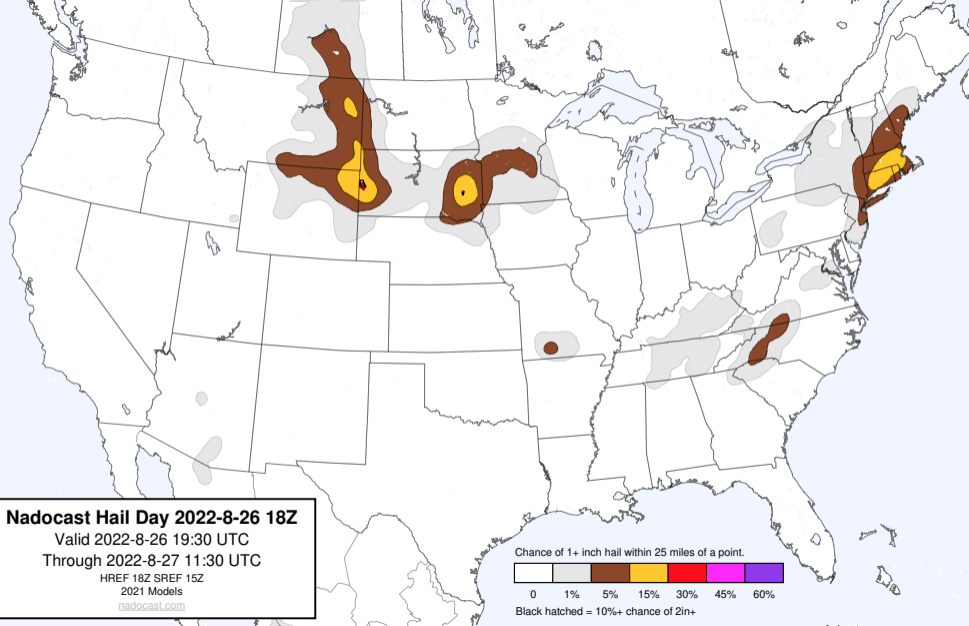 Nadocast Hail Day 2022-8-26 18Z
Valid 2022-8-26 19:30 UTC
Through 2022-8-27 11:30 UTC
HREF 18Z SREF 15Z
2021 Models
nadocast.com
Chance of 1+ inch hail within 25 miles of a point.
0 1% 5% 15% 30% 45% 60%
Black hatched = 10%+ chance of 2in+